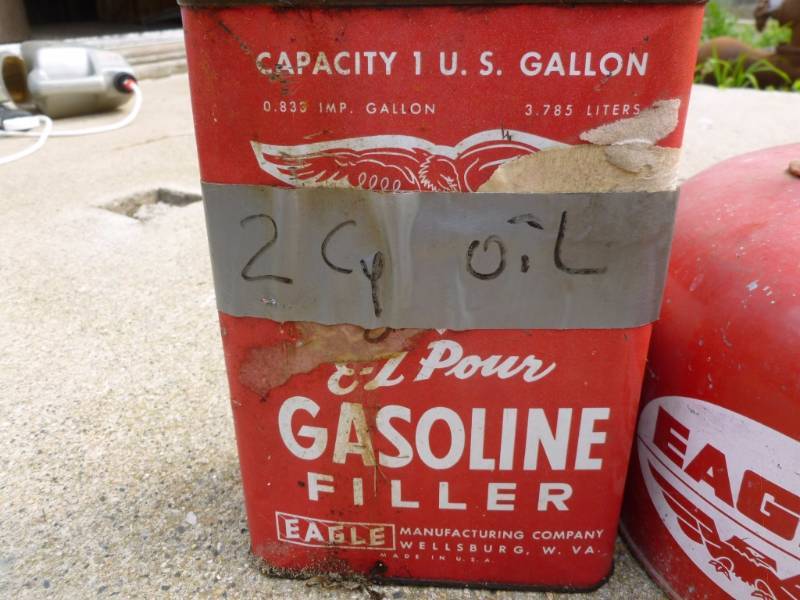 CAPACITY 1 U. S. GALLON
0.833 IMP. GALLON 3.785 LITERS
2 Cy OiL
E-Z Pour
GASOLINE
FILLER
EAGLE MANUFACTURING COMPANY
WELLSBURG, W. VA.
MADE IN U.S.A.
EAGL